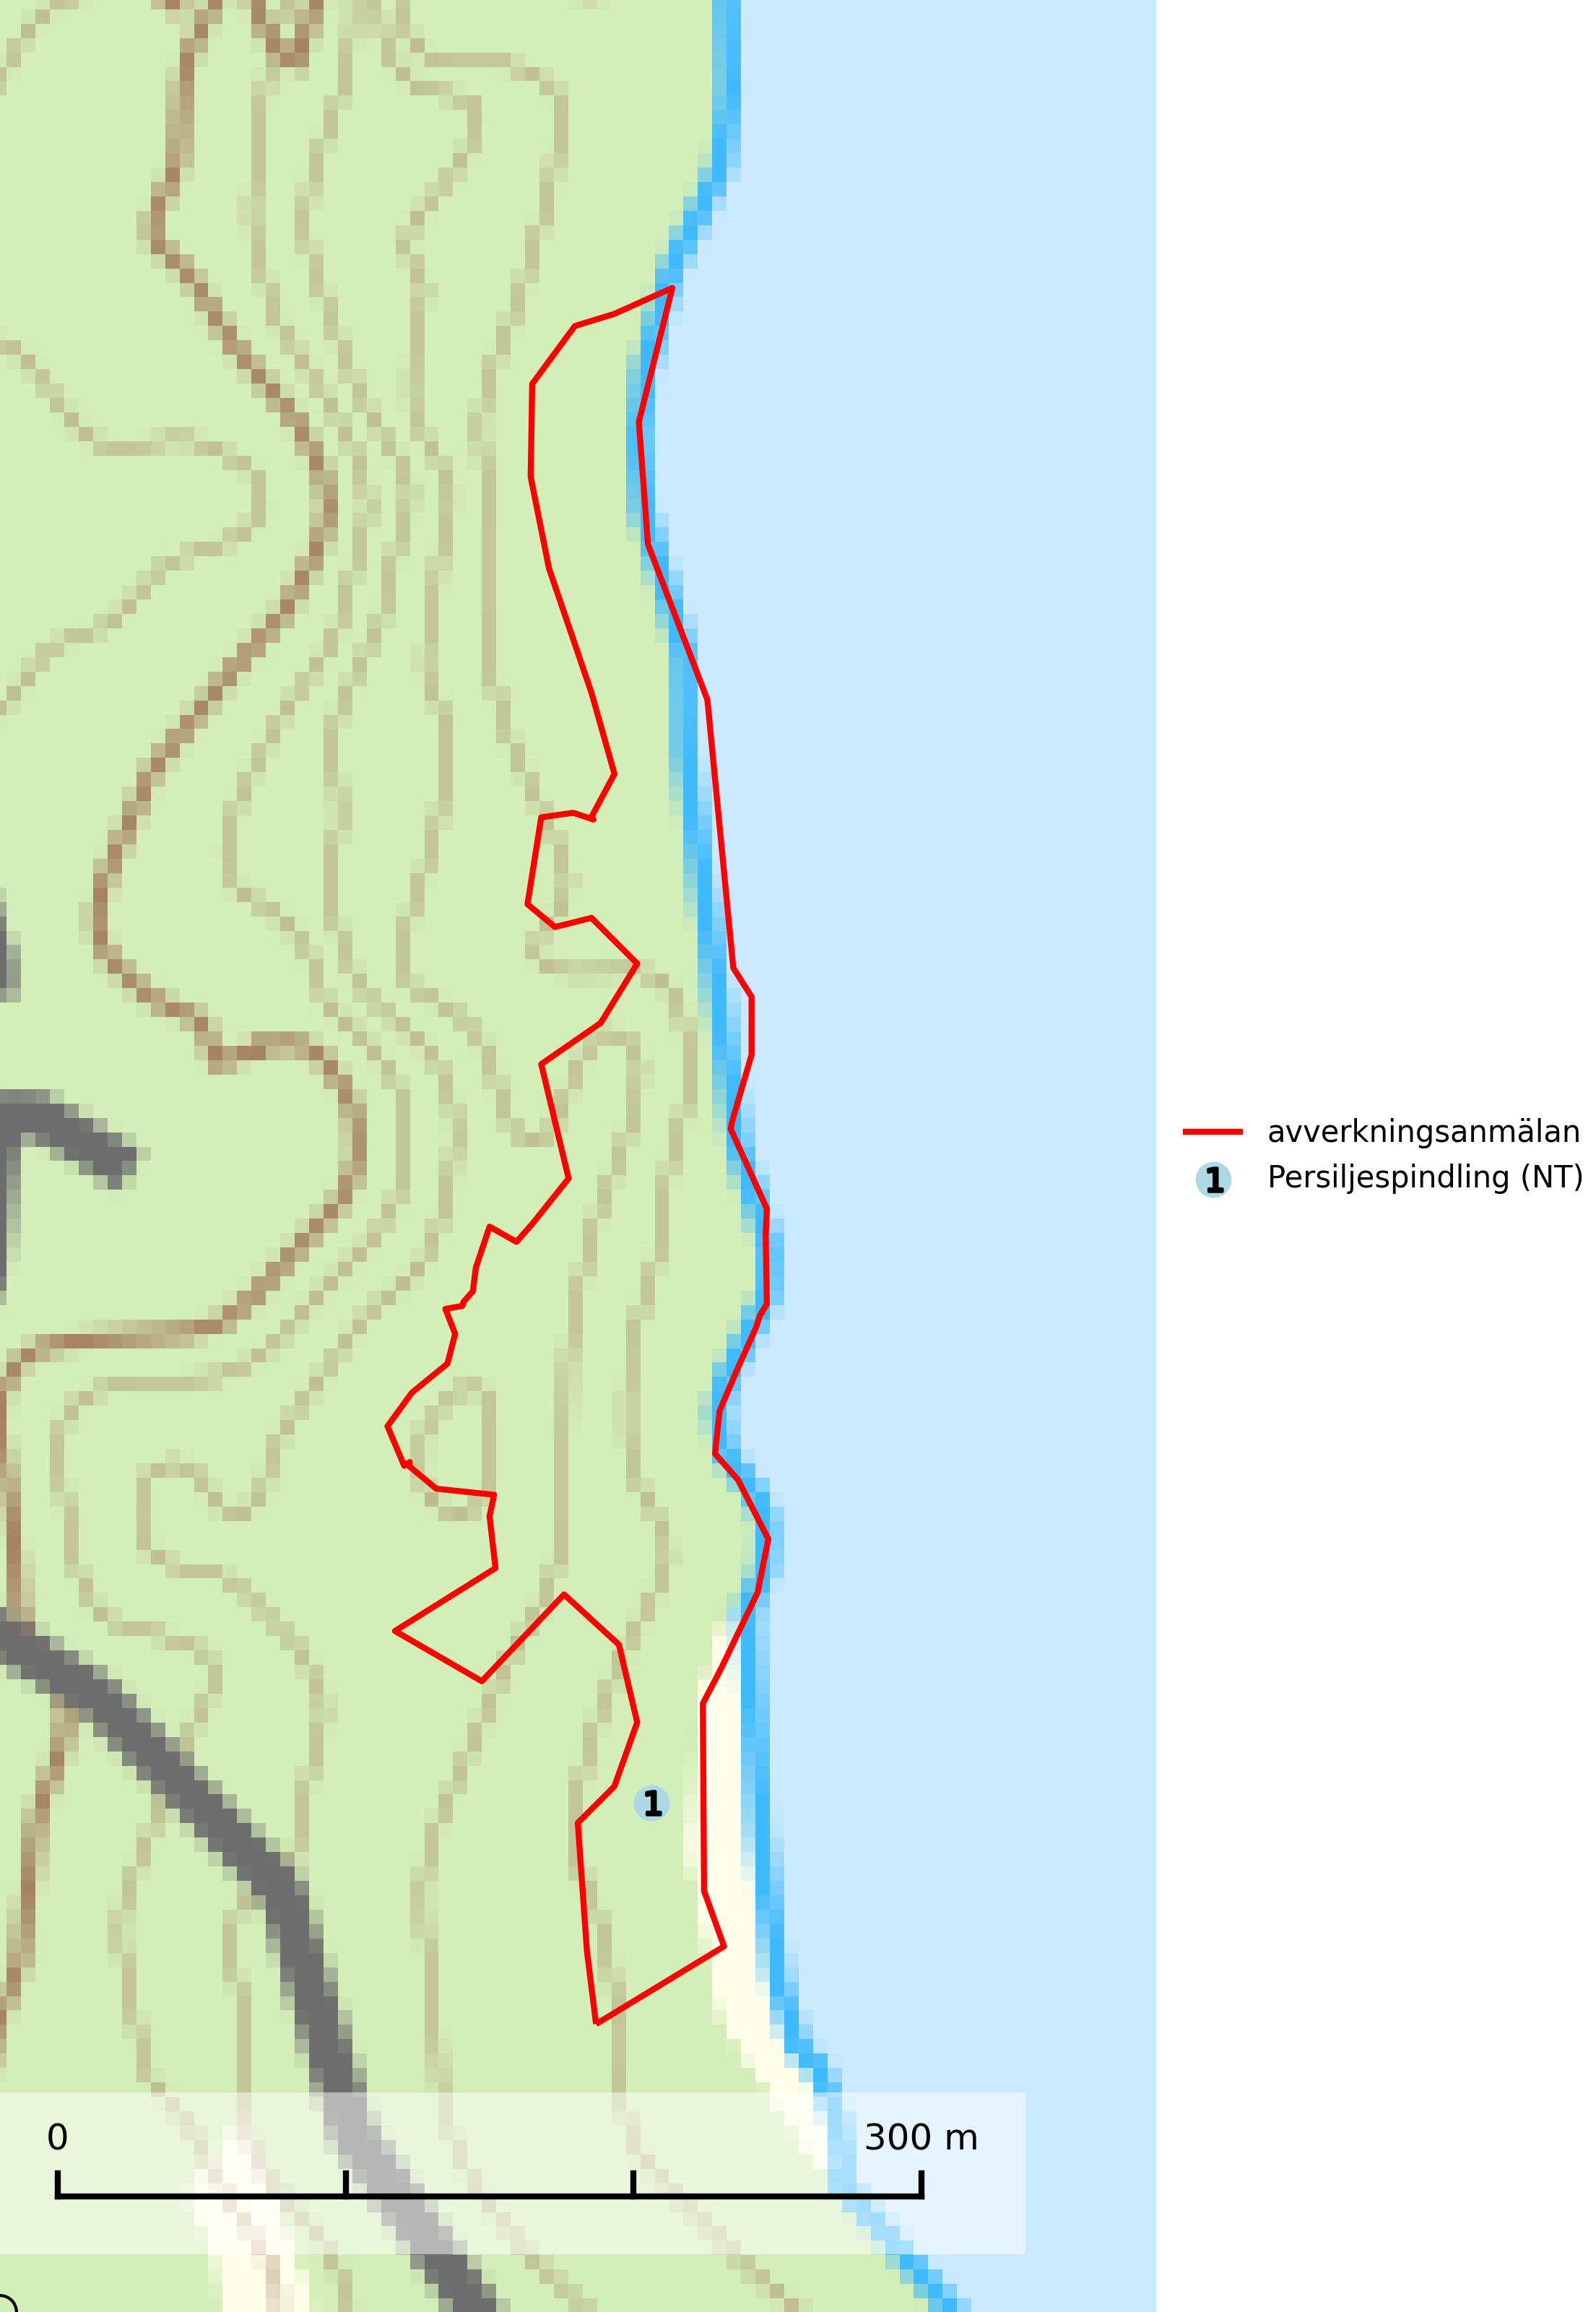 avverkningsanmälan
1 Persiljespindling (NT)
1
0 300 m